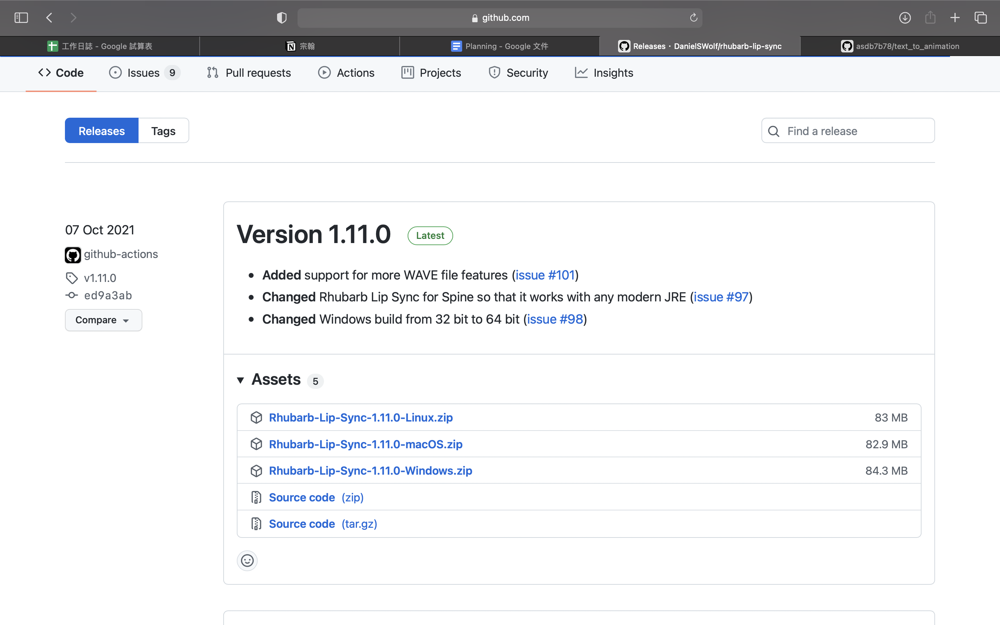 github.com
工作日誌 - Google 試算表
宗翰
Planning - Google 文件
Releases · DanielSWolf/rhubarb-lip-sync
asdb7b78/text_to_animation
Code
Issues 9
Pull requests
Actions
Projects
Security
Insights
Releases
Tags
Find a release
07 Oct 2021
github-actions
v1.11.0
ed9a3ab
Compare
Version 1.11.0 Latest
• Added support for more WAVE file features (issue #101)
• Changed Rhubarb Lip Sync for Spine so that it works with any modern JRE (issue #97)
• Changed Windows build from 32 bit to 64 bit (issue #98)
Assets 5
Rhubarb-Lip-Sync-1.11.0-Linux.zip 83 MB
Rhubarb-Lip-Sync-1.11.0-macOS.zip 82.9 MB
Rhubarb-Lip-Sync-1.11.0-Windows.zip 84.3 MB
Source code (zip)
Source code (tar.gz)